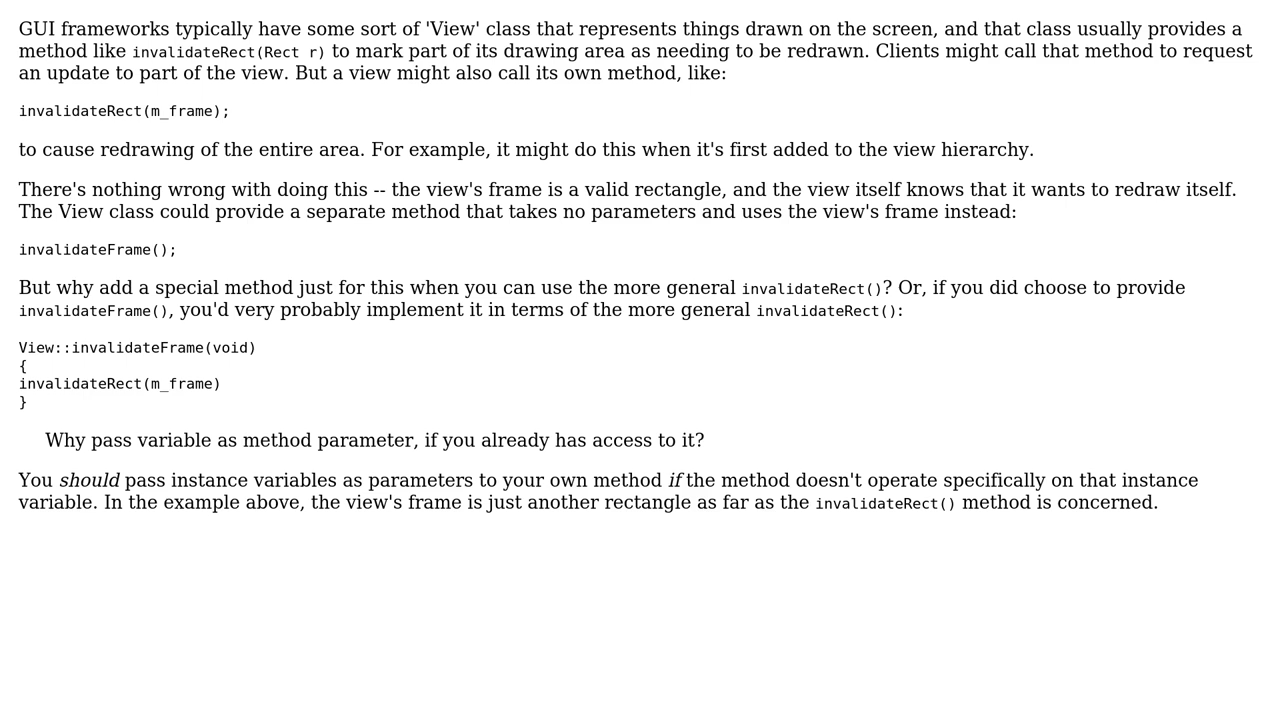 GUI frameworks typically have some sort of 'View' class that represents things drawn on the screen, and that class usually provides a
method like invalidateRect(Rect r) to mark part of its drawing area as needing to be redrawn. Clients might call that method to request
an update to part of the view. But a view might also call its own method, like:
invalidateRect(m_frame);
to cause redrawing of the entire area. For example, it might do this when it's first added to the view hierarchy.
There's nothing wrong with doing this -- the view's frame is a valid rectangle, and the view itself knows that it wants to redraw itself.
The View class could provide a separate method that takes no parameters and uses the view's frame instead:
invalidateFrame();
But why add a special method just for this when you can use the more general invalidateRect()? Or, if you did choose to provide
invalidateFrame(), you'd very probably implement it in terms of the more general invalidateRect():
View::invalidateFrame(void)
{
invalidateRect(m_frame)
}
Why pass variable as method parameter, if you already has access to it?
You should pass instance variables as parameters to your own method if the method doesn't operate specifically on that instance
variable. In the example above, the view's frame is just another rectangle as far as the invalidateRect() method is concerned.